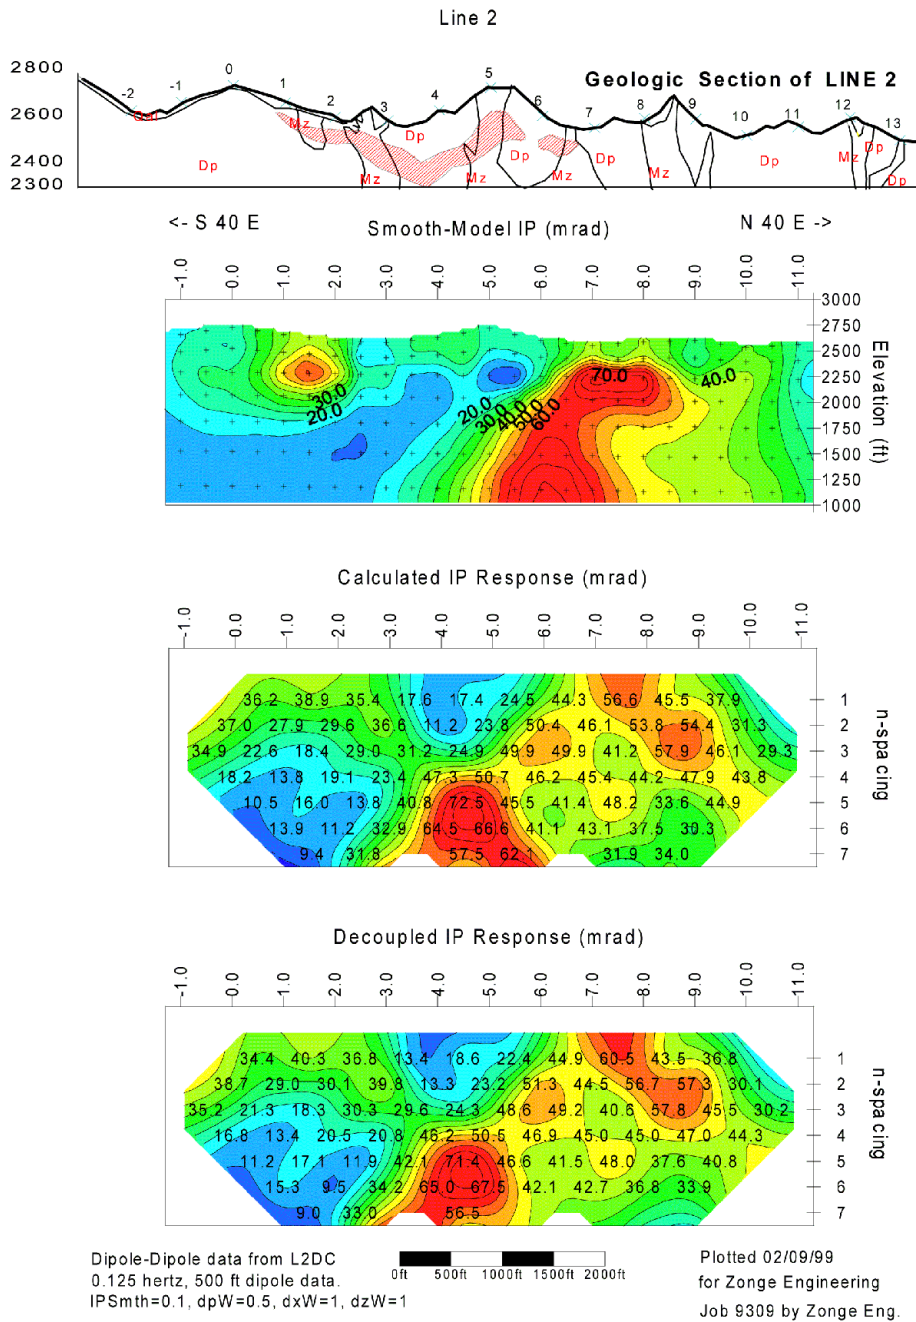 Line 2
2800
2600
2400
2300
Geologic Section of LINE 2
-2 -1 0 1 2 3 4 5 6 7 8 9 10 11 12 13
Qal Mz Dp Dp Mz Mz Dp Mz Dp Mz Dp Mz Dp Dp
<- S 40 E
N 40 E ->
Smooth-Model IP (mrad)
-1.0 0.0 1.0 2.0 3.0 4.0 5.0 6.0 7.0 8.0 9.0 10.0 11.0
3000
2750
2500
2250
2000
1750
1500
1250
1000
Elevation (ft)
30.0
20.0
20.0
30.0
40.0
50.0
60.0
70.0
40.0
Calculated IP Response (mrad)
-1.0 0.0 1.0 2.0 3.0 4.0 5.0 6.0 7.0 8.0 9.0 10.0 11.0
36.2 38.9 35.4 17.6 17.4 24.5 44.3 56.6 45.5 37.9 1
37.0 27.9 29.6 36.6 11.2 23.8 50.4 46.1 53.8 54.4 31.3 2
34.9 22.6 18.4 29.0 31.2 24.9 49.9 49.9 41.2 57.9 46.1 29.3 3
18.2 13.8 19.1 23.4 47.3 50.7 46.2 45.4 44.2 47.9 43.8 4
10.5 16.0 13.8 40.8 72.5 45.5 41.4 48.2 33.6 44.9 5
13.9 11.2 32.9 64.5 66.6 41.1 43.1 37.5 30.3 6
9.4 31.8 57.5 62.1 31.9 34.0 7
n-spacing
Decoupled IP Response (mrad)
-1.0 0.0 1.0 2.0 3.0 4.0 5.0 6.0 7.0 8.0 9.0 10.0 11.0
34.4 40.3 36.8 13.4 18.6 22.4 44.9 60.5 43.5 36.8 1
38.7 29.0 30.1 39.8 13.3 23.2 51.3 44.5 56.7 57.3 30.1 2
35.2 21.3 18.3 30.3 29.6 24.3 48.6 49.2 40.6 57.8 45.5 30.2 3
16.8 13.4 20.5 20.8 46.2 50.5 46.9 45.0 45.0 47.0 44.3 4
11.2 17.1 11.9 42.1 71.4 46.6 41.5 48.0 37.6 40.8 5
15.3 9.5 34.2 65.0 67.5 42.1 42.7 36.8 33.9 6
9.0 33.0 56.5 7
n-spacing
Dipole-Dipole data from L2DC
0.125 hertz, 500 ft dipole data.
IPSmth=0.1, dpW=0.5, dxW=1, dzW=1
0ft 500ft 1000ft 1500ft 2000ft
Plotted 02/09/99
for Zonge Engineering
Job 9309 by Zonge Eng.